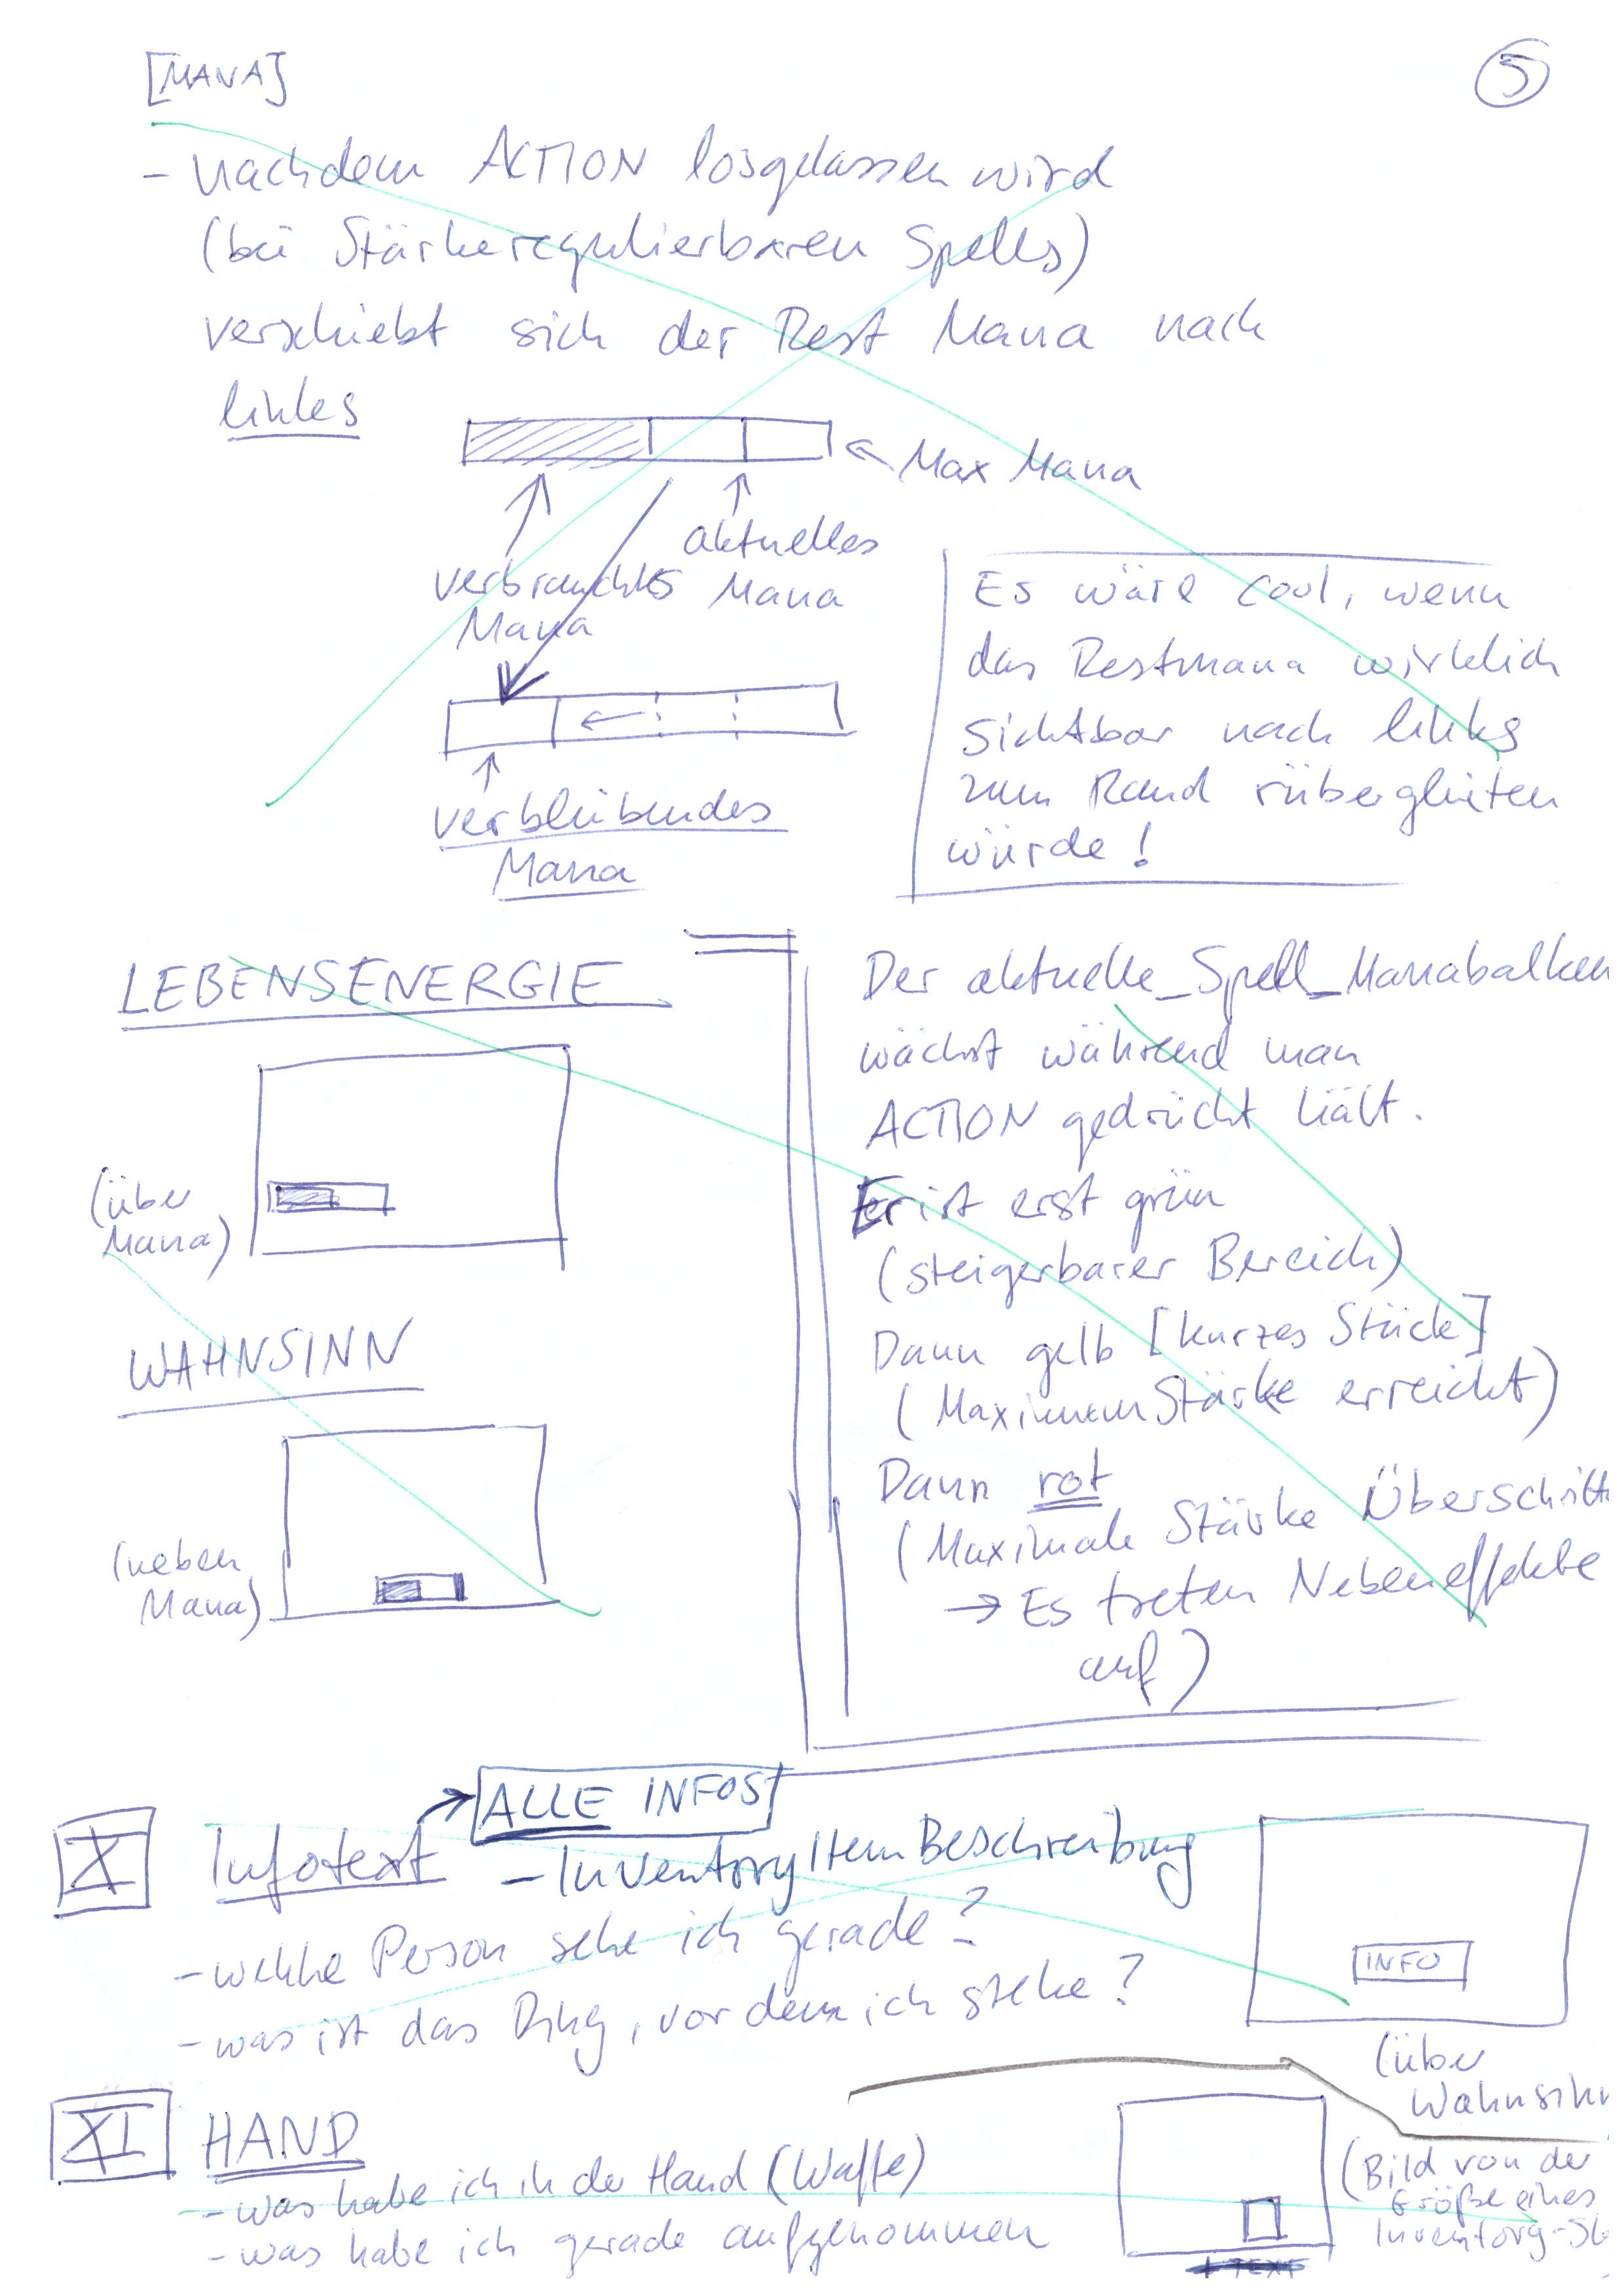 [MANA]
5
- nachdem ACTION losgelassen wird
(bei Stärkeregulierbaren Spells)
verschiebt sich der Rest Mana nach
links
← Max Mana
aktuelles
Mana
verbrauchtes
Mana
verbleibendes
Mana
Es wäre cool, wenn
das Restmana wirklich
sichtbar nach links
zum Rand rübergleiten
würde!
LEBENSENERGIE
(über
Mana)
WAHNSINN
(neben
Mana)
Der aktuelle_Spell_Manabalken
wächst während man
ACTION gedrückt hält.
Er ist erst grün
(steigerbarer Bereich)
Dann gelb [kurzes Stück]
(MaximumStärke erreicht)
Dann rot
(Maximale Stärke Überschritt
→ Es treten Nebeneffekte
auf)
X Infotext → ALLE INFOS
- Inventory Item Beschreibung
- welche Person sehe ich gerade?
- was ist das Ding, vor dem ich stehe?
INFO
(über
Wahnsinn
XI HAND
- was habe ich in der Hand (Waffe)
- was habe ich gerade aufgenommen
(Bild von der
Größe eines
Inventory-Sl